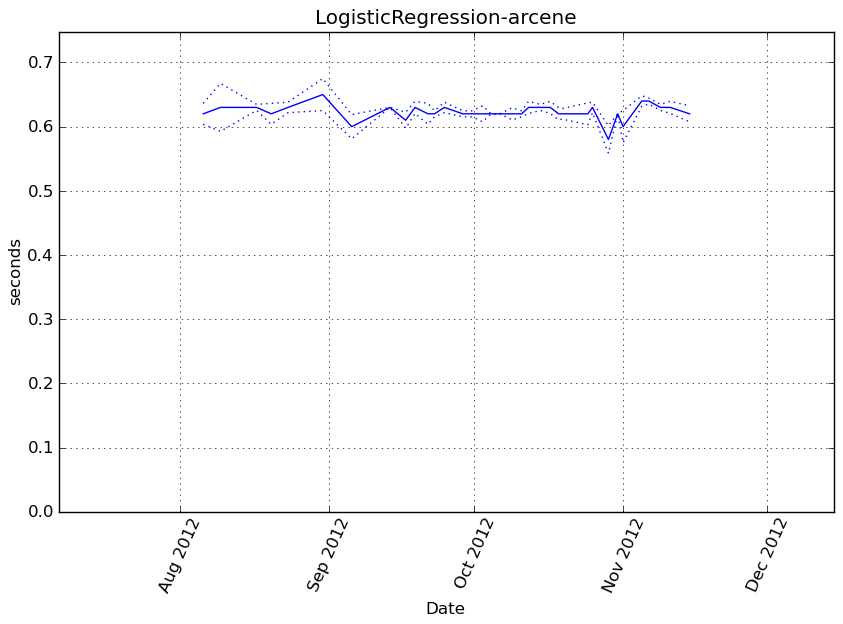 LogisticRegression-arcene
0.7
0.6
0.5
0.4
0.3
0.2
0.1
0.0
seconds
Aug 2012
Sep 2012
Oct 2012
Nov 2012
Dec 2012
Date